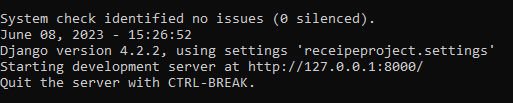 System check identified no issues (0 silenced).
June 08, 2023 - 15:26:52
Django version 4.2.2, using settings 'receipeproject.settings'
Starting development server at http://127.0.0.1:8000/
Quit the server with CTRL-BREAK.